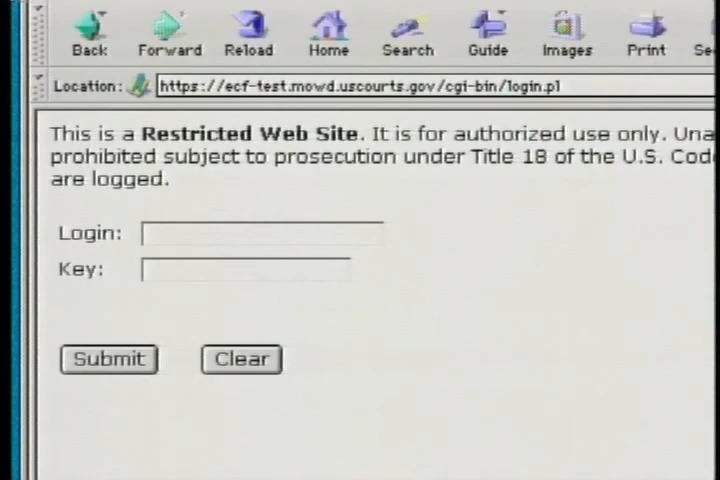 Back Forward Reload Home Search Guide Images Print
Location: https://ecf-test.mowd.uscourts.gov/cgi-bin/login.pl
This is a Restricted Web Site. It is for authorized use only. Una
prohibited subject to prosecution under Title 18 of the U.S. Cod
are logged.
Login:
Key:
Submit Clear